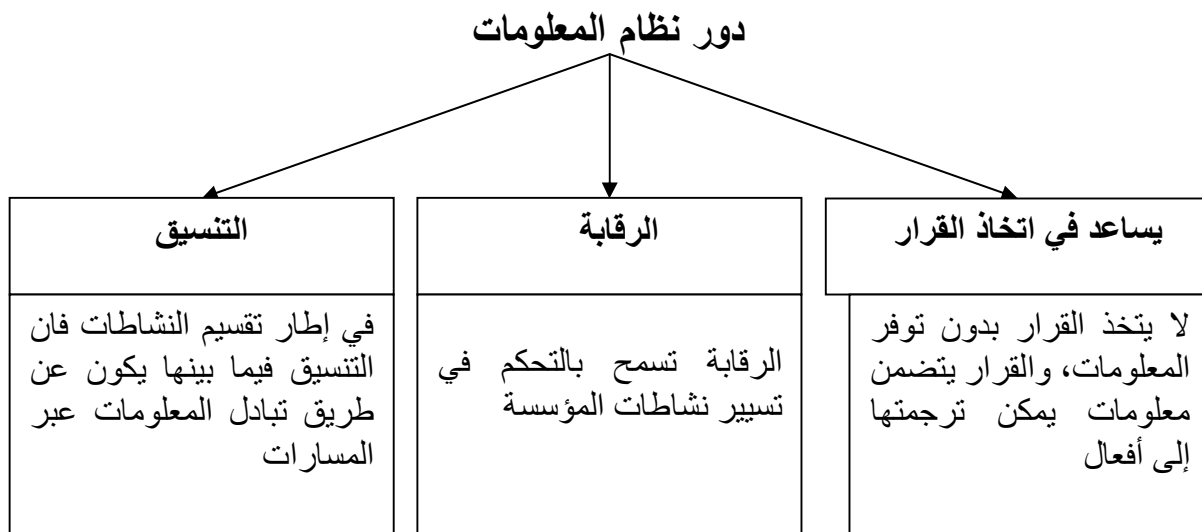 دور نظام المعلومات
يساعد في اتخاذ القرار
لا يتخذ القرار بدون توفر
المعلومات، والقرار يتضمن
معلومات يمكن ترجمتها
إلى أفعال
الرقابة
الرقابة تسمح بالتحكم في
تسيير نشاطات المؤسسة
التنسيق
في إطار تقسيم النشاطات فان
التنسيق فيما بينها يكون عن
طريق تبادل المعلومات عبر
المسارات